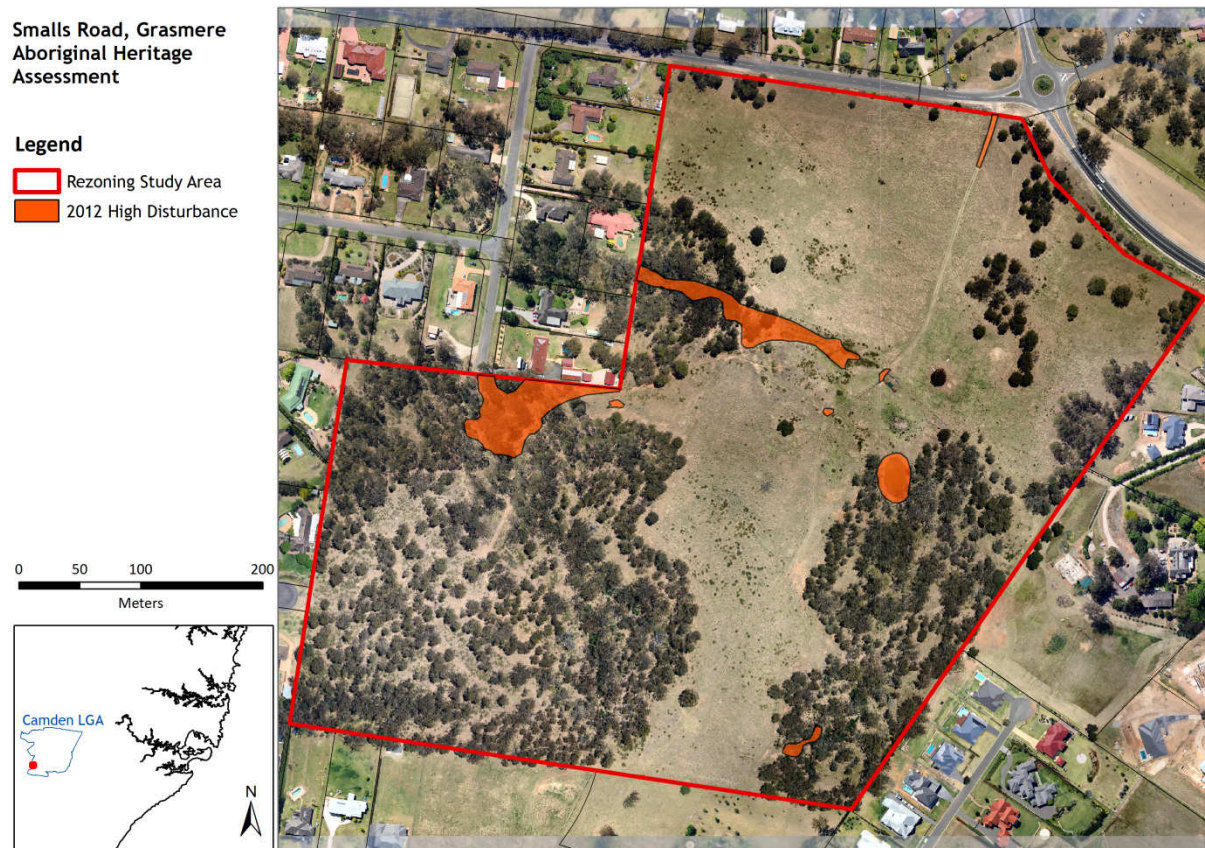 Smalls Road, Grasmere
Aboriginal Heritage
Assessment
Legend
Rezoning Study Area
2012 High Disturbance
0 50 100 200
Meters
Camden LGA
N